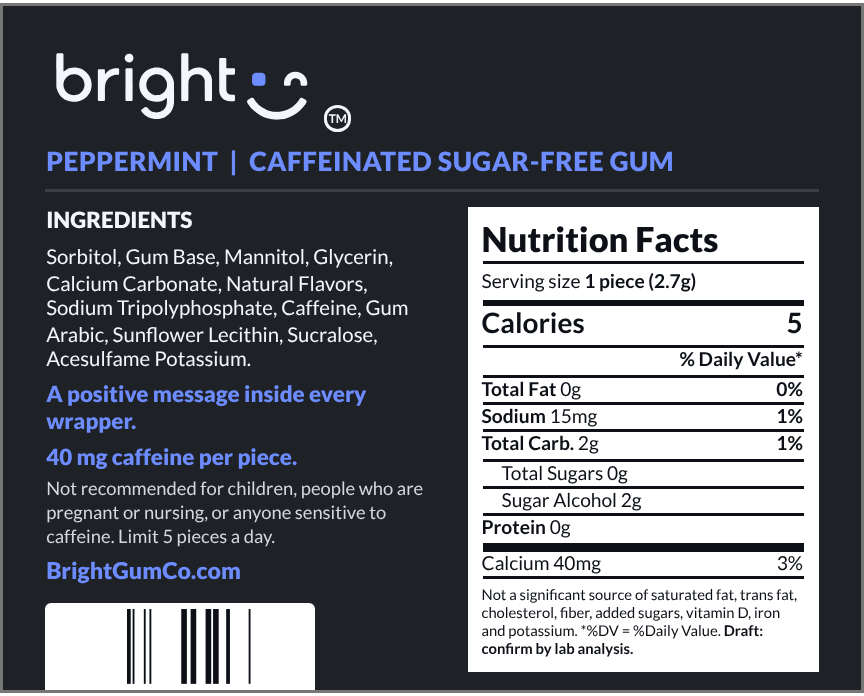 bright
TM
PEPPERMINT | CAFFEINATED SUGAR-FREE GUM
INGREDIENTS
Sorbitol, Gum Base, Mannitol, Glycerin,
Calcium Carbonate, Natural Flavors,
Sodium Tripolyphosphate, Caffeine, Gum
Arabic, Sunflower Lecithin, Sucralose,
Acesulfame Potassium.
A positive message inside every
wrapper.
40 mg caffeine per piece.
Not recommended for children, people who are
pregnant or nursing, or anyone sensitive to
caffeine. Limit 5 pieces a day.
BrightGumCo.com
Nutrition Facts
Serving size 1 piece (2.7g)
Calories 5
% Daily Value*
Total Fat 0g 0%
Sodium 15mg 1%
Total Carb. 2g 1%
Total Sugars 0g
Sugar Alcohol 2g
Protein 0g
Calcium 40mg 3%
Not a significant source of saturated fat, trans fat,
cholesterol, fiber, added sugars, vitamin D, iron
and potassium. *%DV = %Daily Value. Draft:
confirm by lab analysis.